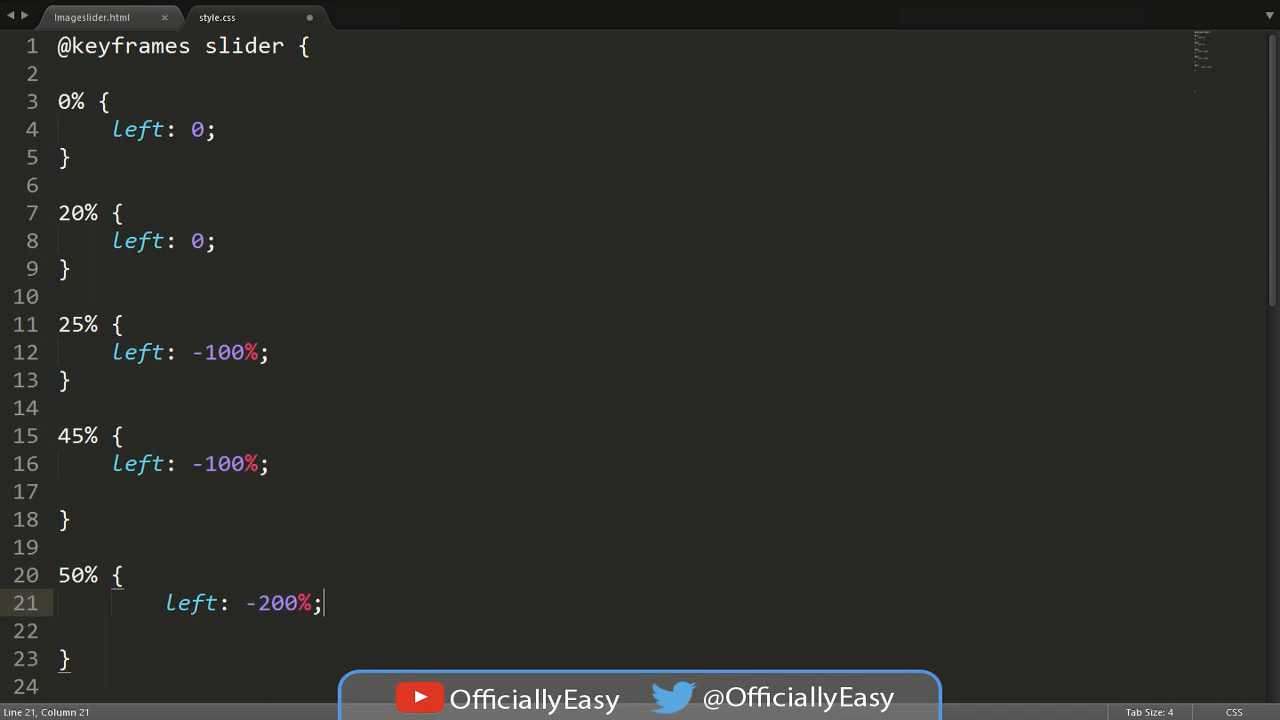 Imageslider.html × style.css
1 @keyframes slider {
2
3 0% {
4 left: 0;
5 }
6
7 20% {
8 left: 0;
9 }
10
11 25% {
12 left: -100%;
13 }
14
15 45% {
16 left: -100%;
17
18 }
19
20 50% {
21 left: -200%;
22
23 }
24
OfficiallyEasy @OfficiallyEasy
Line 21, Column 21 Tab Size: 4 CSS